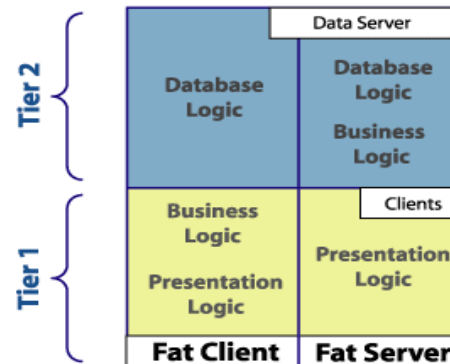 Data Server
Tier 2
Database
Logic
Database
Logic
Business
Logic
Clients
Tier 1
Business
Logic
Presentation
Logic
Presentation
Logic
Fat Client
Fat Server